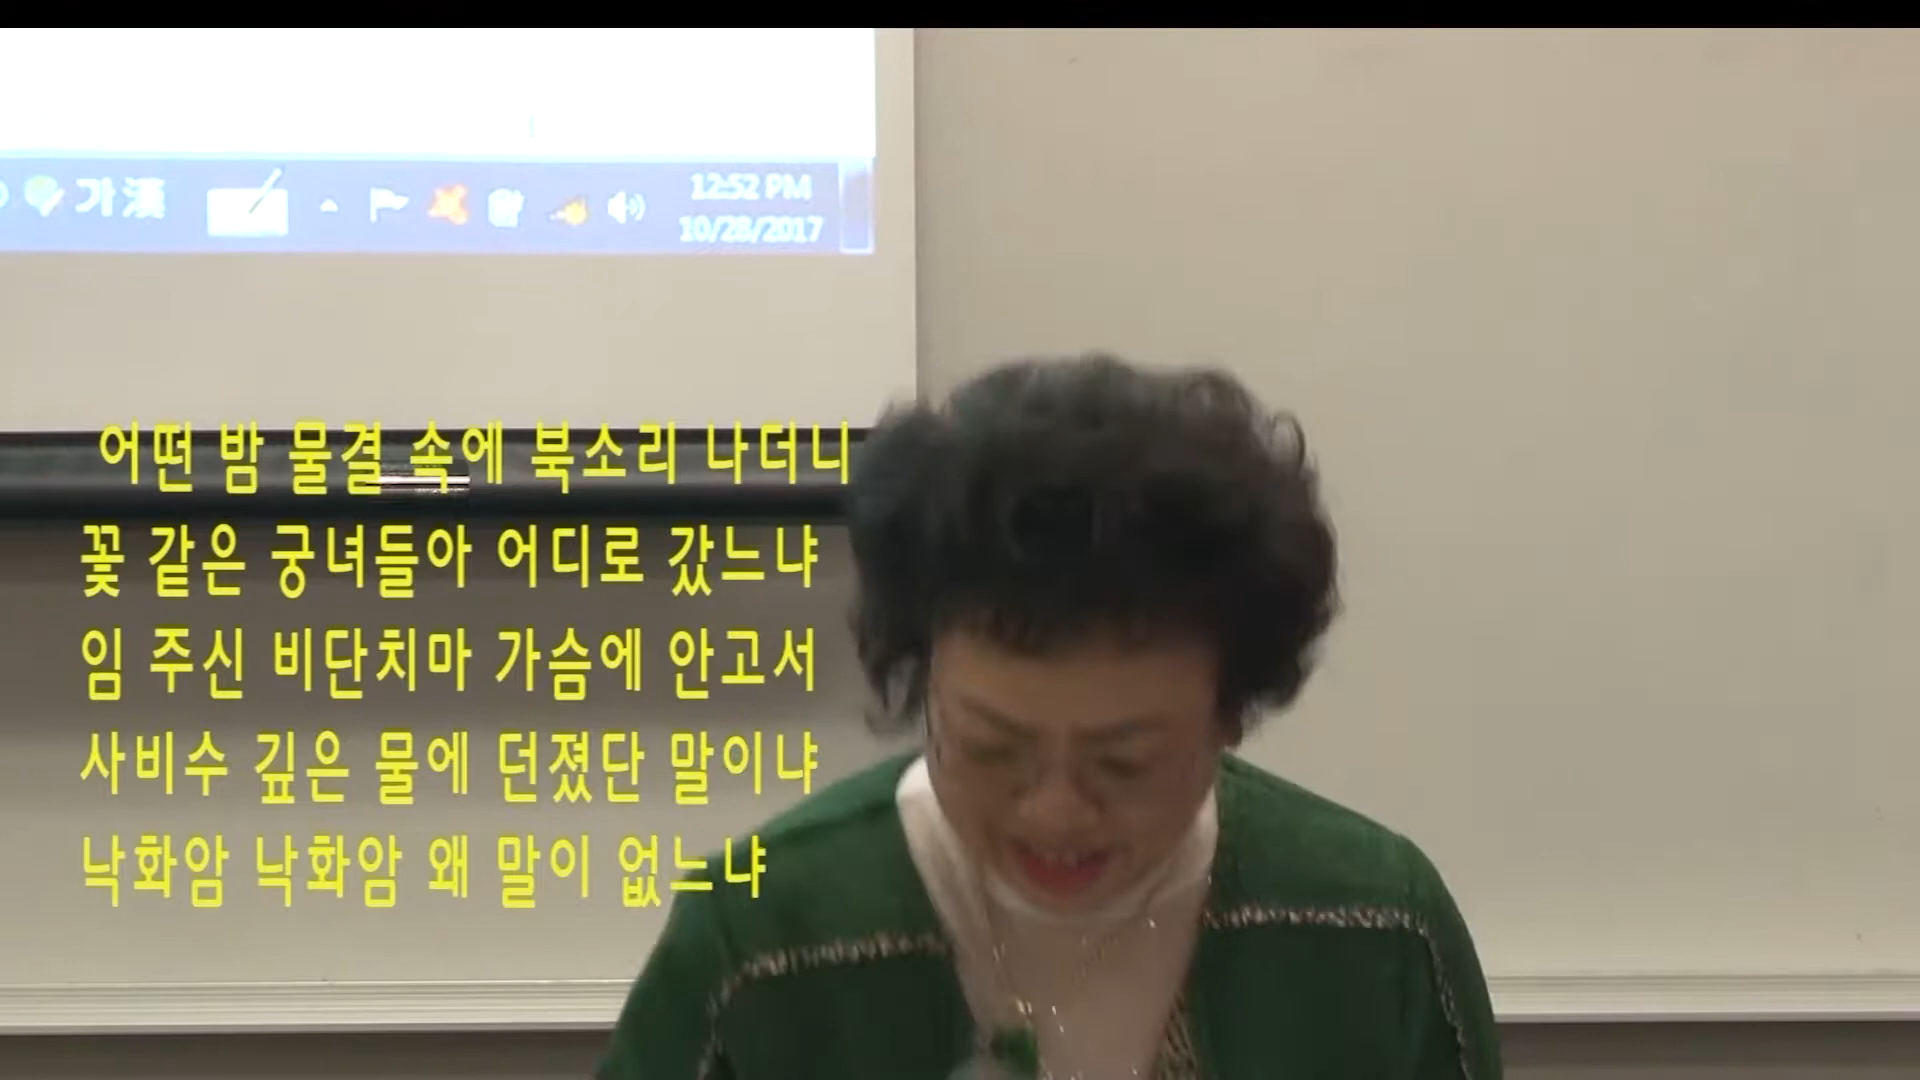 가漢
12:52 PM
10/28/2017
어떤 밤 물결 속에 북소리 나더니
꽃 같은 궁녀들아 어디로 갔느냐
임 주신 비단치마 가슴에 안고서
사비수 깊은 물에 던졌단 말이냐
낙화암 낙화암 왜 말이 없느냐